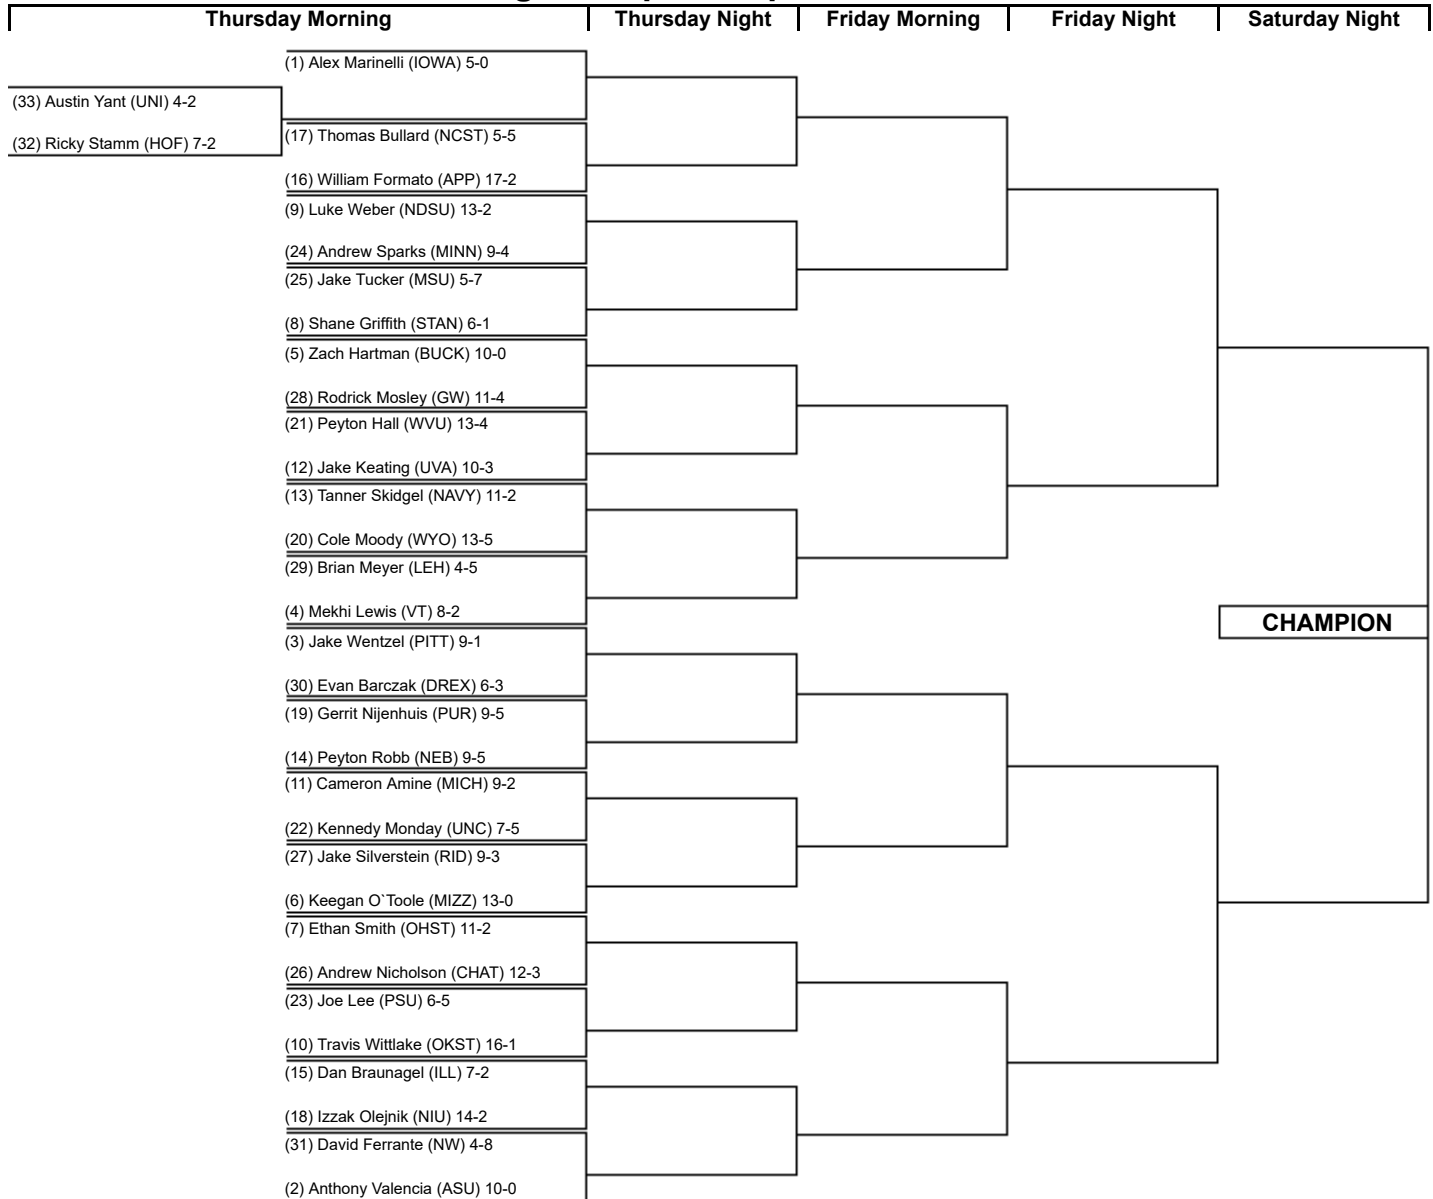 Thursday Morning
Thursday Night
Friday Morning
Friday Night
Saturday Night
(1) Alex Marinelli (IOWA) 5-0
(33) Austin Yant (UNI) 4-2
(32) Ricky Stamm (HOF) 7-2
(17) Thomas Bullard (NCST) 5-5
(16) William Formato (APP) 17-2
(9) Luke Weber (NDSU) 13-2
(24) Andrew Sparks (MINN) 9-4
(25) Jake Tucker (MSU) 5-7
(8) Shane Griffith (STAN) 6-1
(5) Zach Hartman (BUCK) 10-0
(28) Rodrick Mosley (GW) 11-4
(21) Peyton Hall (WVU) 13-4
(12) Jake Keating (UVA) 10-3
(13) Tanner Skidgel (NAVY) 11-2
(20) Cole Moody (WYO) 13-5
(29) Brian Meyer (LEH) 4-5
(4) Mekhi Lewis (VT) 8-2
(3) Jake Wentzel (PITT) 9-1
(30) Evan Barczak (DREX) 6-3
(19) Gerrit Nijenhuis (PUR) 9-5
(14) Peyton Robb (NEB) 9-5
(11) Cameron Amine (MICH) 9-2
(22) Kennedy Monday (UNC) 7-5
(27) Jake Silverstein (RID) 9-3
(6) Keegan O`Toole (MIZZ) 13-0
(7) Ethan Smith (OHST) 11-2
(26) Andrew Nicholson (CHAT) 12-3
(23) Joe Lee (PSU) 6-5
(10) Travis Wittlake (OKST) 16-1
(15) Dan Braunagel (ILL) 7-2
(18) Izzak Olejnik (NIU) 14-2
(31) David Ferrante (NW) 4-8
(2) Anthony Valencia (ASU) 10-0
CHAMPION